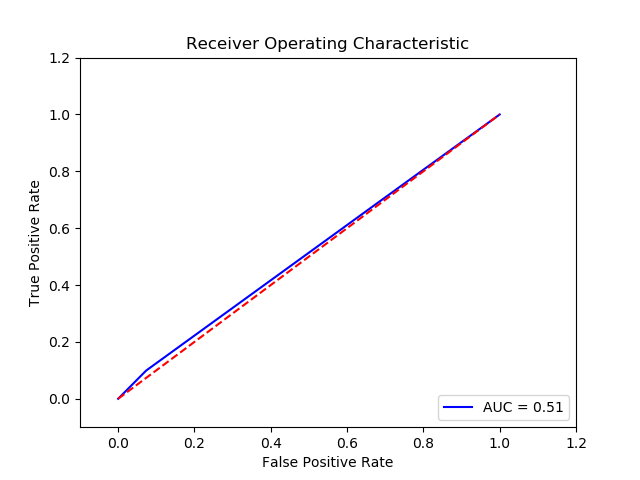 Receiver Operating Characteristic
1.2
1.0
0.8
0.6
0.4
0.2
0.0
True Positive Rate
AUC = 0.51
0.0 0.2 0.4 0.6 0.8 1.0 1.2
False Positive Rate